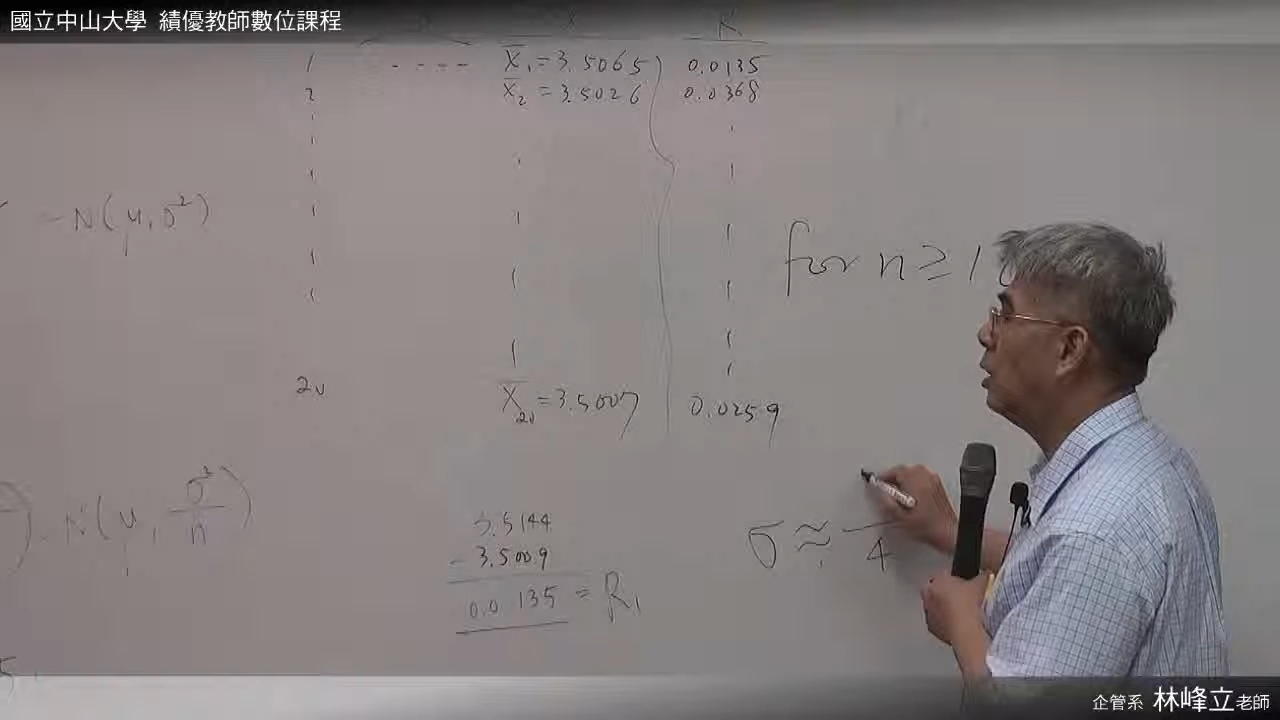 國立中山大學 績優教師數位課程
1 - - - - X̄₁ = 3.5065 0.0135
2 X̄₂ = 3.5026 0.0368
~N(μ, σ²)
for n ≥ 1
20 X̄₂₀ = 3.5007 0.0259
N(μ, σ²/n)
3.5144
- 3.5009
0.0135 = R₁
σ ≈ /4
企管系 林峰立老師